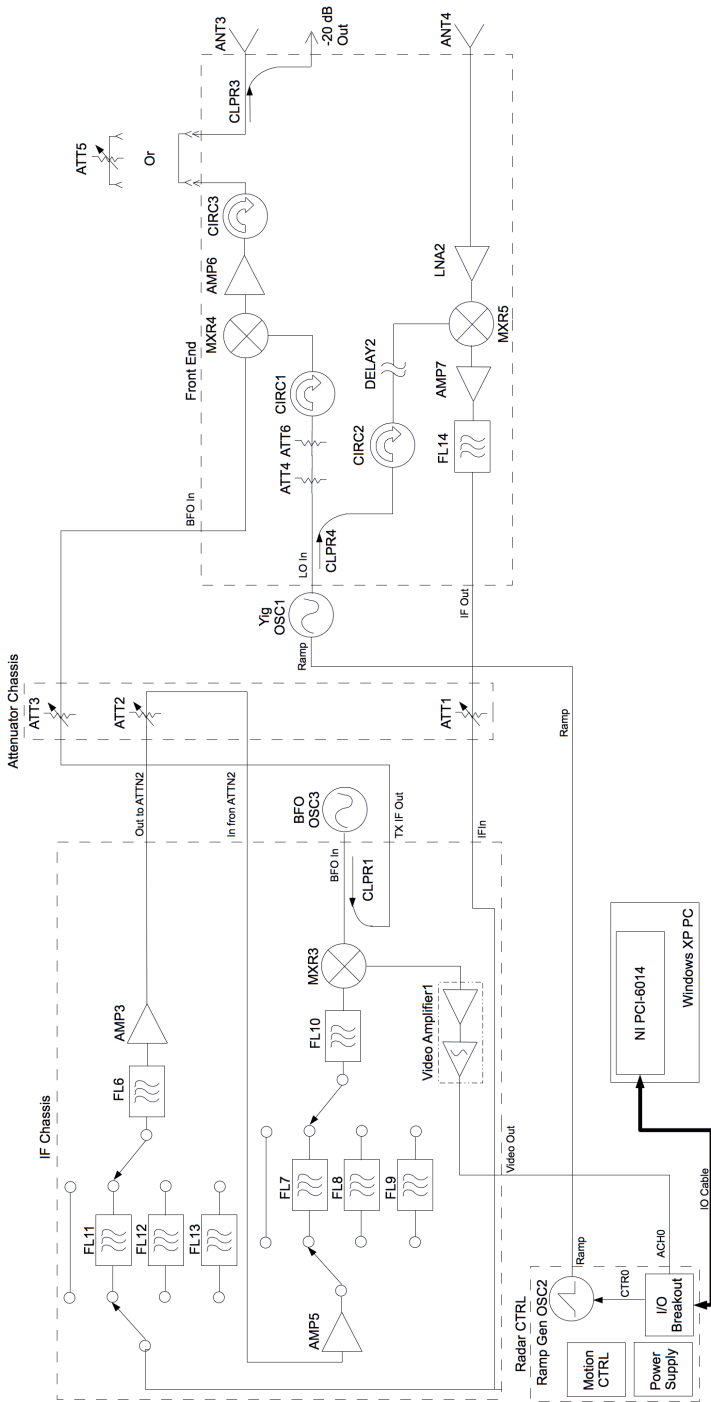 ATT5
Or
ANT3
-20 dB
Out
CLPR3
CIRC3
AMP6
MXR4
Front End
BFO In
ANT4
LNA2
MXR5
AMP7
FL14
DELAY2
CIRC2
CIRC1
ATT6
ATT4
CLPR4
LO In
IF Out
Yig
OSC1
Ramp
Attenuator Chassis
ATT3
ATT2
ATT1
Ramp
Out to ATTN2
In fron ATTN2
TX IF Out
IFIn
BFO
OSC3
BFO In
CLPR1
MXR3
IF Chassis
AMP3
FL6
FL11
FL12
FL13
FL10
FL7
FL8
FL9
AMP5
Video Amplifier1
Video Out
NI PCI-6014
Windows XP PC
IO Cable
Radar CTRL
Ramp Gen OSC2
Ramp
CTR0
ACH0
I/O
Breakout
Motion
CTRL
Power
Supply